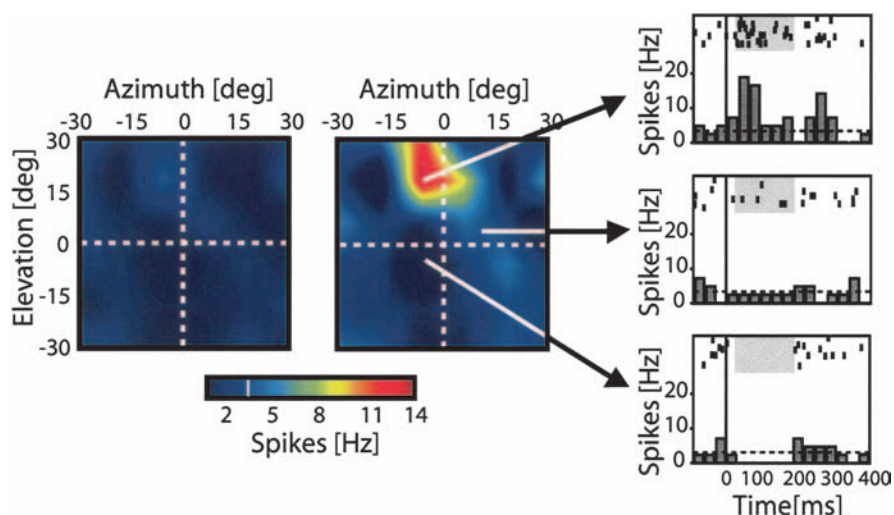 Azimuth [deg]
-30 -15 0 15 30
Azimuth [deg]
-30 -15 0 15 30
Elevation [deg]
30
15
0
-15
-30
2 5 8 11 14
Spikes [Hz]
Spikes [Hz]
20
10
0
Spikes [Hz]
20
10
0
Spikes [Hz]
20
10
0
0 100 200 300 400
Time[ms]